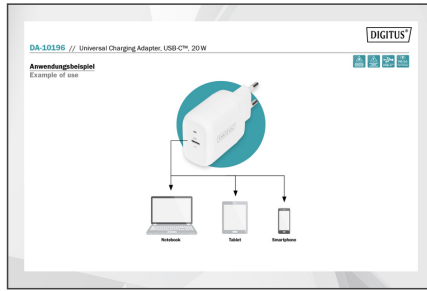 DIGITUS®
DA-10196 // Universal Charging Adapter, USB-C™, 20 W
Anwendungsbeispiel
Example of use
DIGITUS
Notebook
Tablet
Smartphone